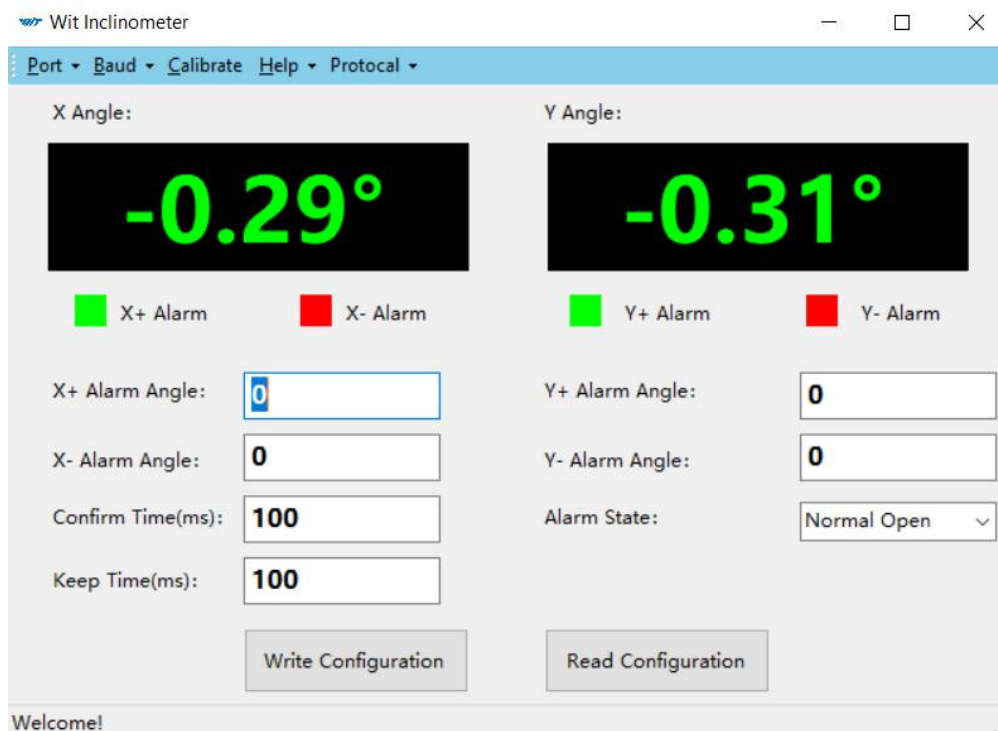 WT Wit Inclinometer
Port Baud Calibrate Help Protocal
X Angle: Y Angle:
-0.29° -0.31°
X+ Alarm X- Alarm Y+ Alarm Y- Alarm
X+ Alarm Angle: 0 Y+ Alarm Angle: 0
X- Alarm Angle: 0 Y- Alarm Angle: 0
Confirm Time(ms): 100 Alarm State: Normal Open
Keep Time(ms): 100
Write Configuration Read Configuration
Welcome!